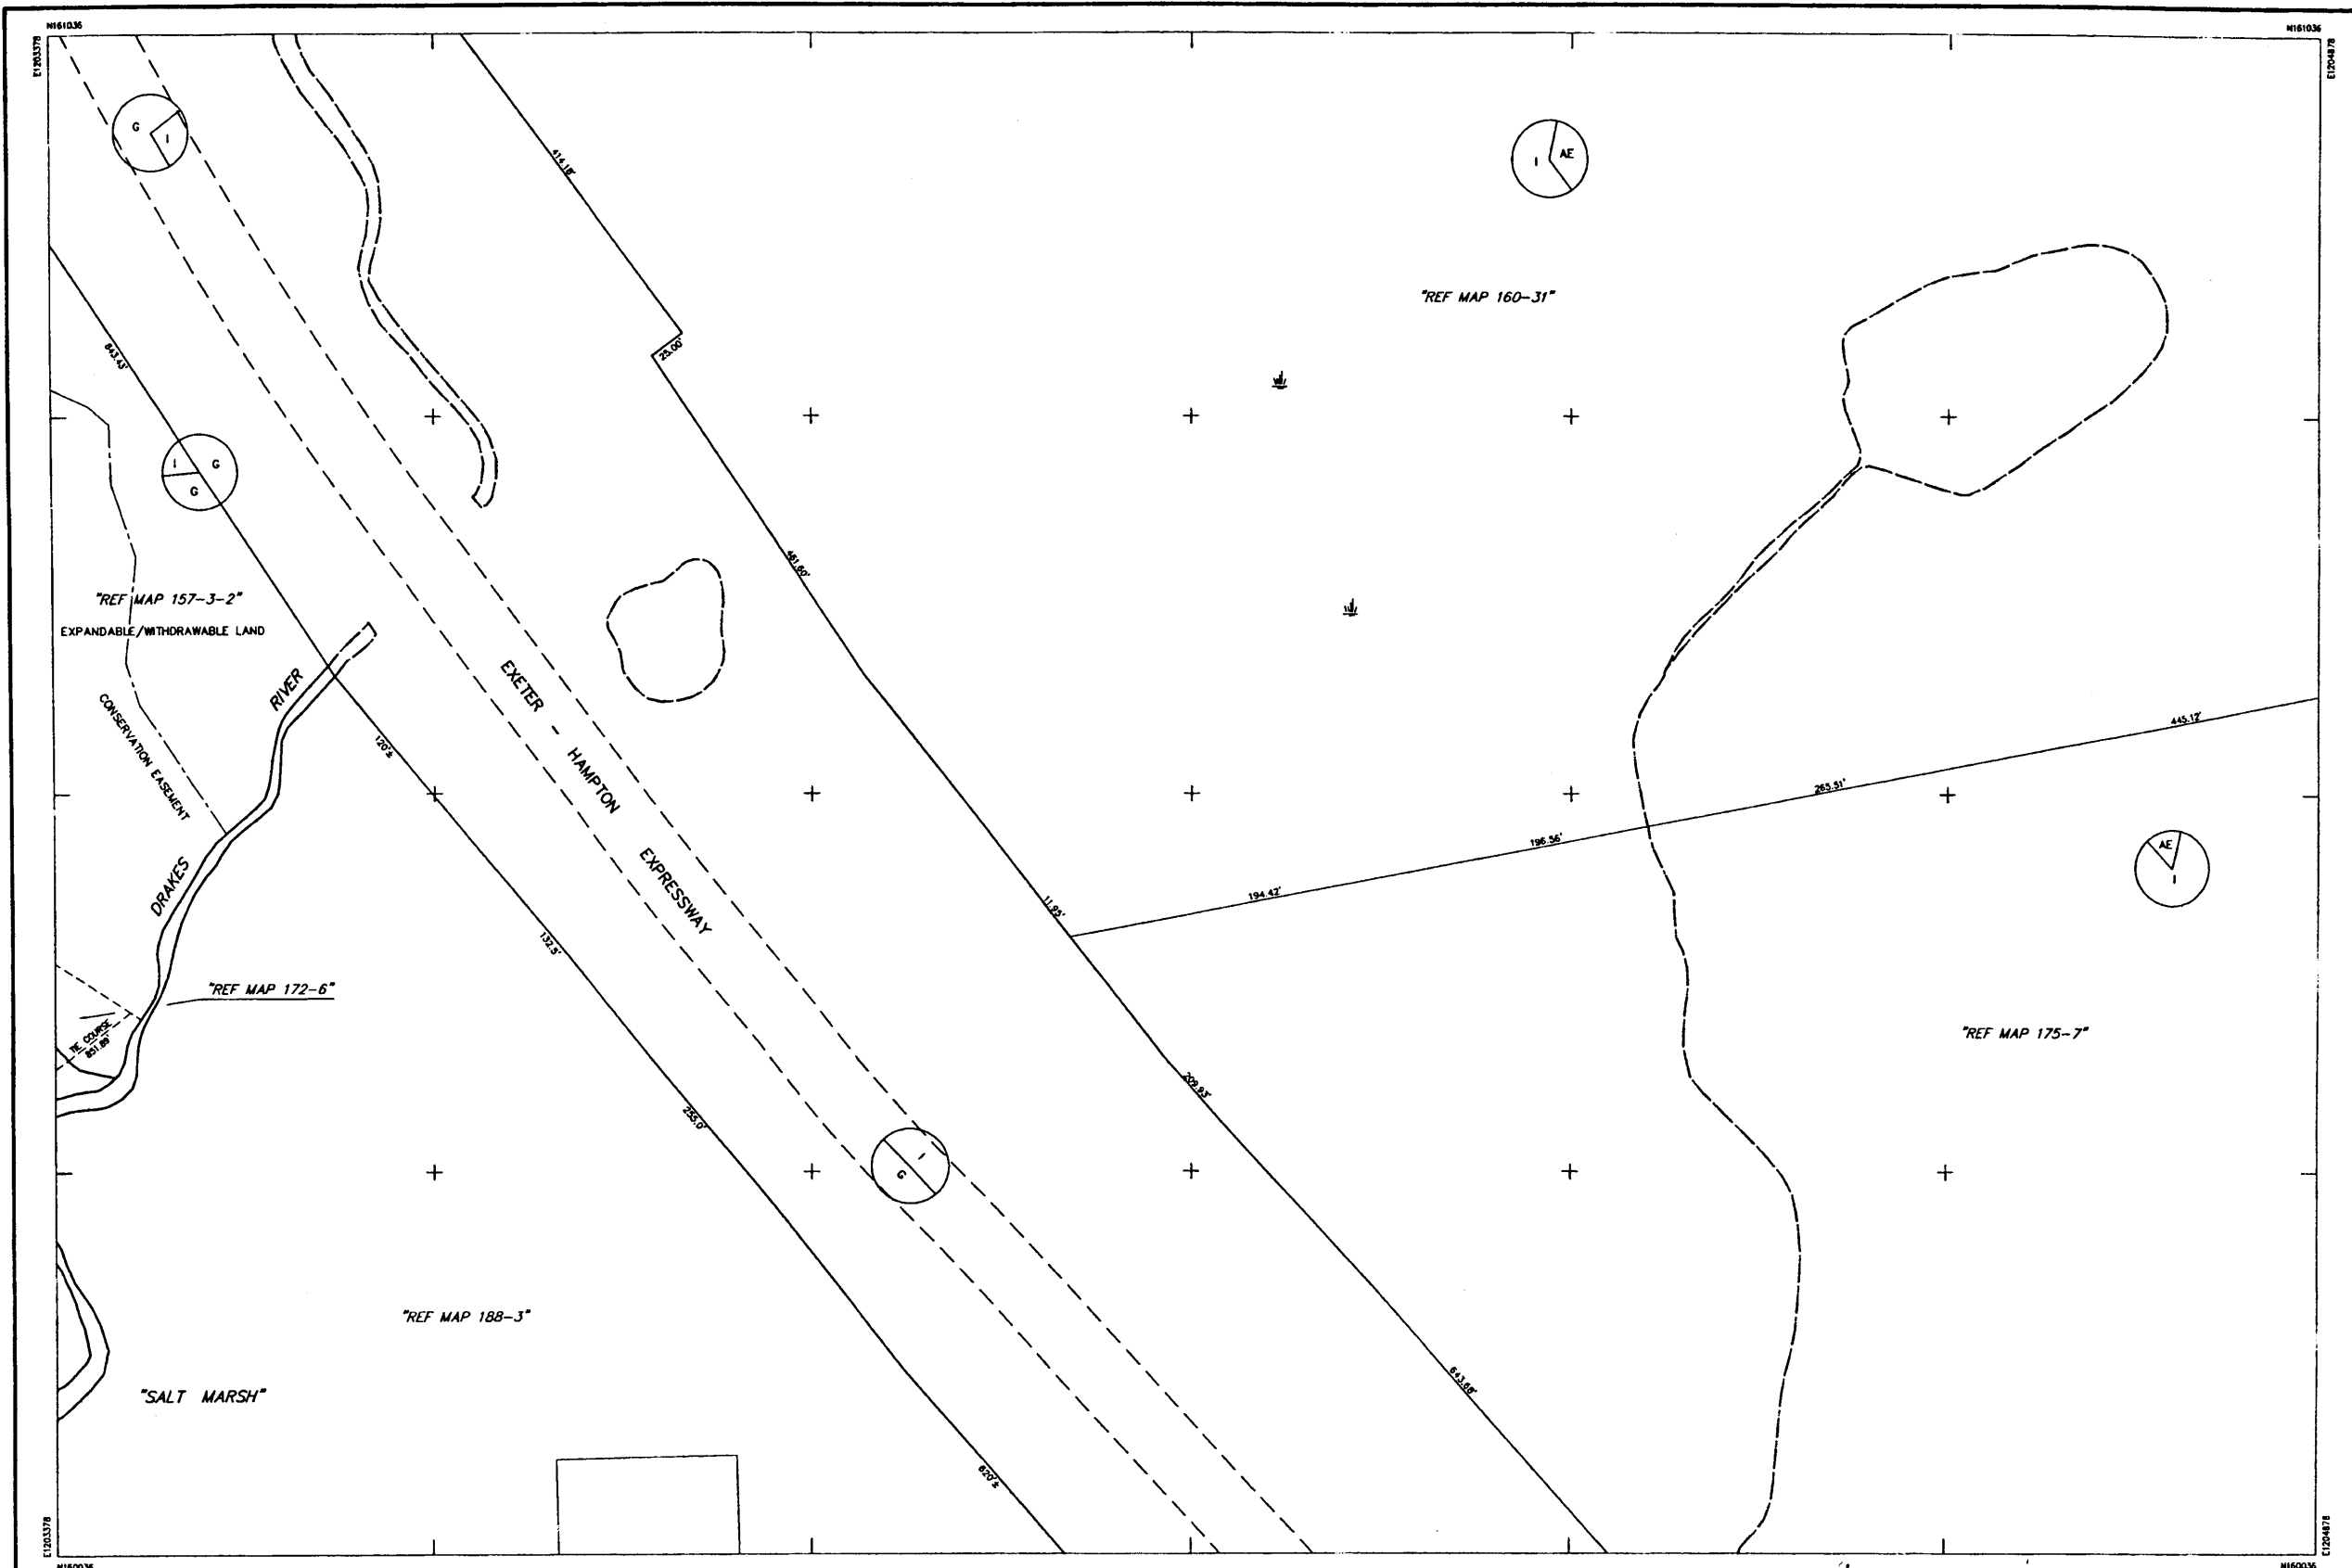 N161036
N161036
E1203378
E1204878
G
I
I
AE
414.18'
"REF MAP 160-31"
843.43'
25.00'
I
G
G
461.60'
"REF MAP 157-3-2"
EXPANDABLE/WITHDRAWABLE LAND
EXETER - HAMPTON EXPRESSWAY
DRAKES RIVER
CONSERVATION EASEMENT
120'±
445.12'
265.51'
196.56'
194.42'
11.95'
AE
I
132.5'
"REF MAP 172-6"
TIE COURSE
851.89'
"REF MAP 175-7"
209.93'
255.0'
I
G
"REF MAP 188-3"
"SALT MARSH"
643.68'
620'±
E1203378
E1204878
N160036
N160036